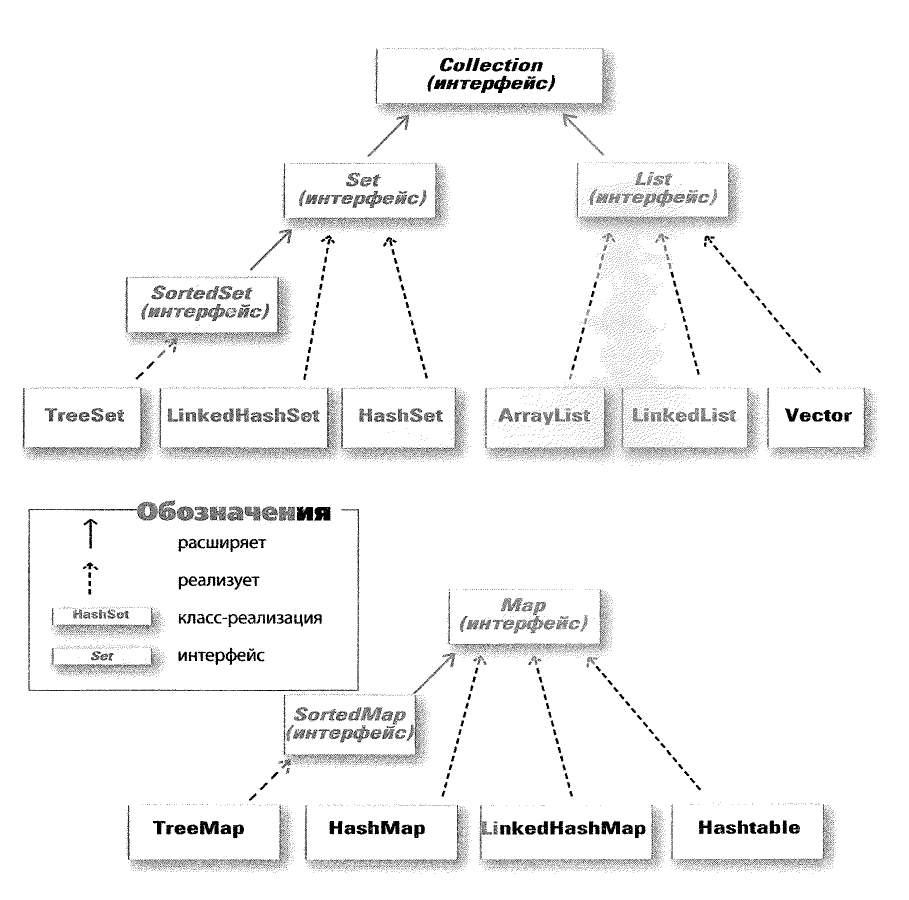 Collection
(интерфейс)
Set
(интерфейс)
List
(интерфейс)
SortedSet
(интерфейс)
TreeSet
LinkedHashSet
HashSet
ArrayList
LinkedList
Vector
Обозначения
расширяет
реализует
HashSet
класс-реализация
Set
интерфейс
Map
(интерфейс)
SortedMap
(интерфейс)
TreeMap
HashMap
LinkedHashMap
Hashtable